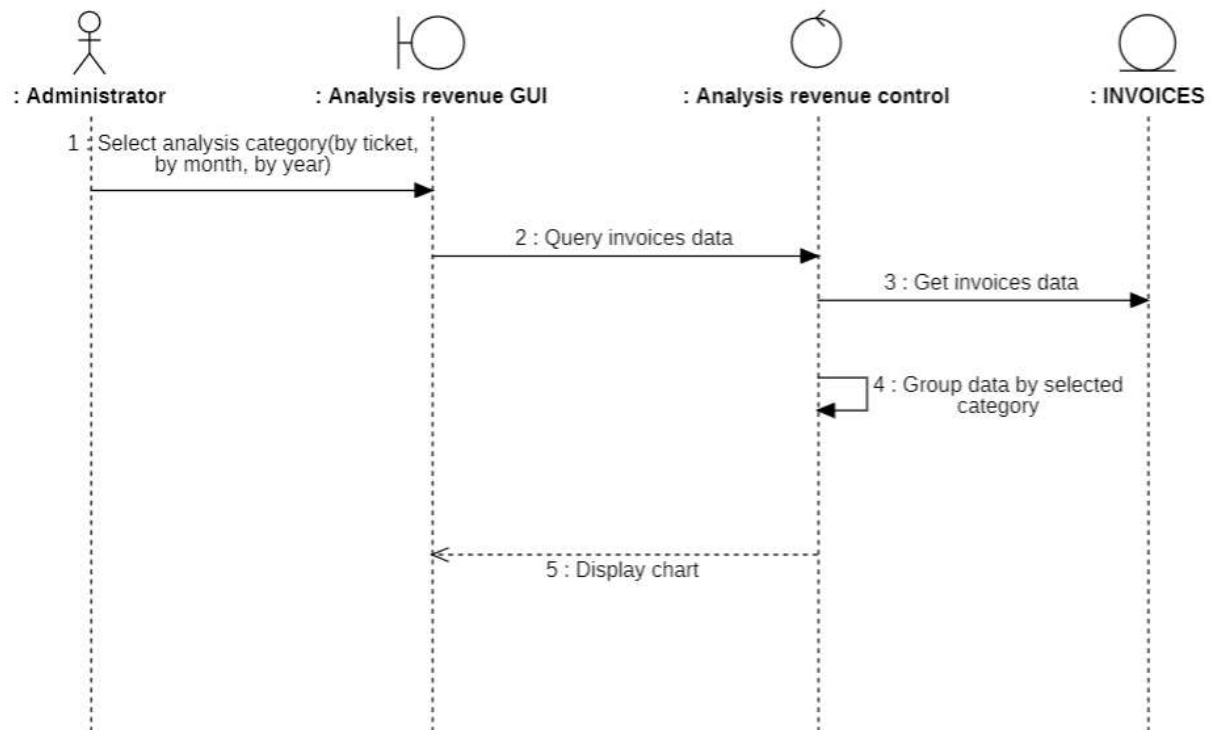 : Administrator
: Analysis revenue GUI
: Analysis revenue control
: INVOICES
1 : Select analysis category(by ticket,
by month, by year)
2 : Query invoices data
3 : Get invoices data
4 : Group data by selected
category
5 : Display chart